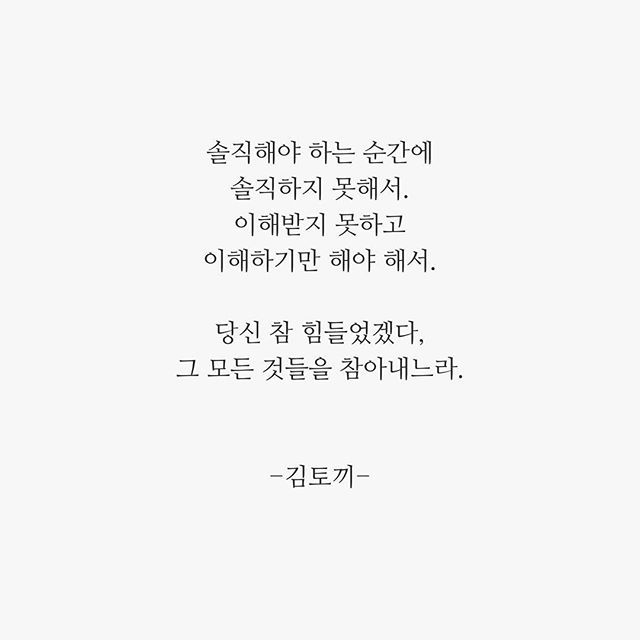 솔직해야 하는 순간에
솔직하지 못해서.
이해받지 못하고
이해하기만 해야 해서.
당신 참 힘들었겠다,
그 모든 것들을 참아내느라.
-김토끼-